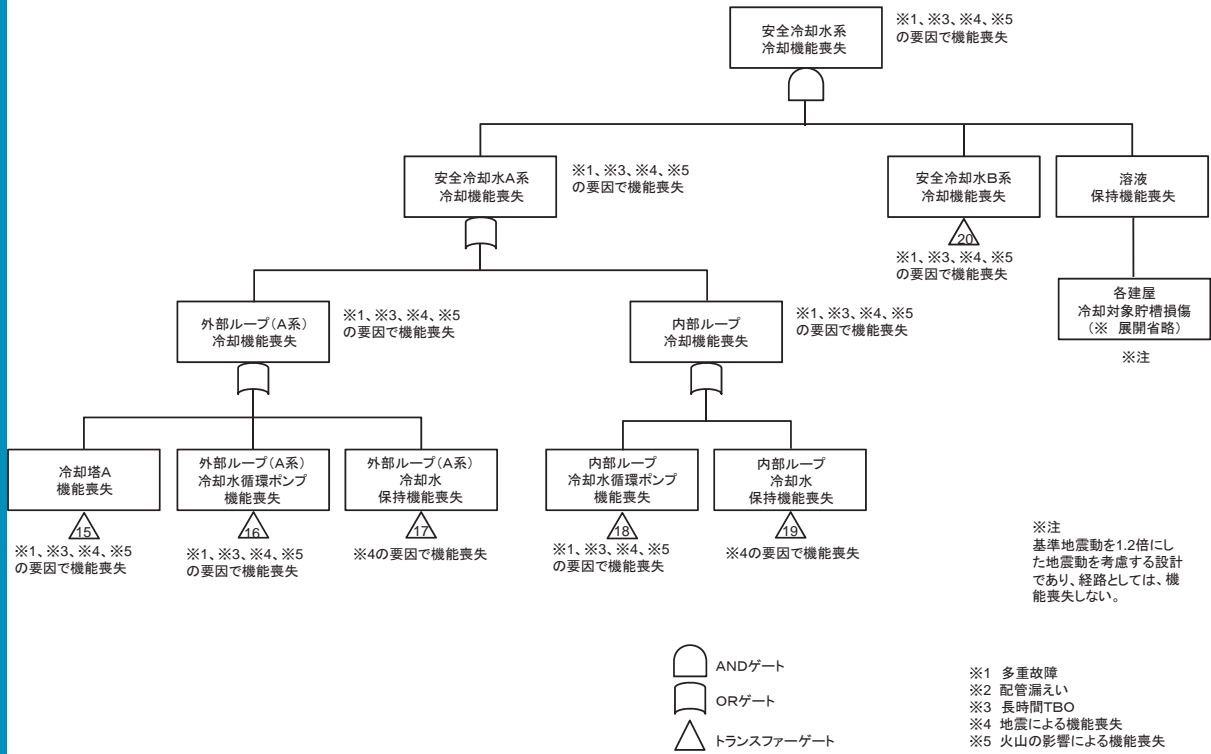 安全冷却水系
冷却機能喪失
※1、※3、※4、※5
の要因で機能喪失
安全冷却水A系
冷却機能喪失
※1、※3、※4、※5
の要因で機能喪失
安全冷却水B系
冷却機能喪失
20
※1、※3、※4、※5
の要因で機能喪失
溶液
保持機能喪失
各建屋
冷却対象貯槽損傷
(※ 展開省略)
※注
外部ループ(A系)
冷却機能喪失
※1、※3、※4、※5
の要因で機能喪失
内部ループ
冷却機能喪失
※1、※3、※4、※5
の要因で機能喪失
冷却塔A
機能喪失
15
※1、※3、※4、※5
の要因で機能喪失
外部ループ(A系)
冷却水循環ポンプ
機能喪失
16
※1、※3、※4、※5
の要因で機能喪失
外部ループ(A系)
冷却水
保持機能喪失
17
※4の要因で機能喪失
内部ループ
冷却水循環ポンプ
機能喪失
18
※1、※3、※4、※5
の要因で機能喪失
内部ループ
冷却水
保持機能喪失
19
※4の要因で機能喪失
※注
基準地震動を1.2倍にし
た地震動を考慮する設計
であり、経路としては、機
能喪失しない。
ANDゲート
ORゲート
トランスファーゲート
※1 多重故障
※2 配管漏えい
※3 長時間TBO
※4 地震による機能喪失
※5 火山の影響による機能喪失